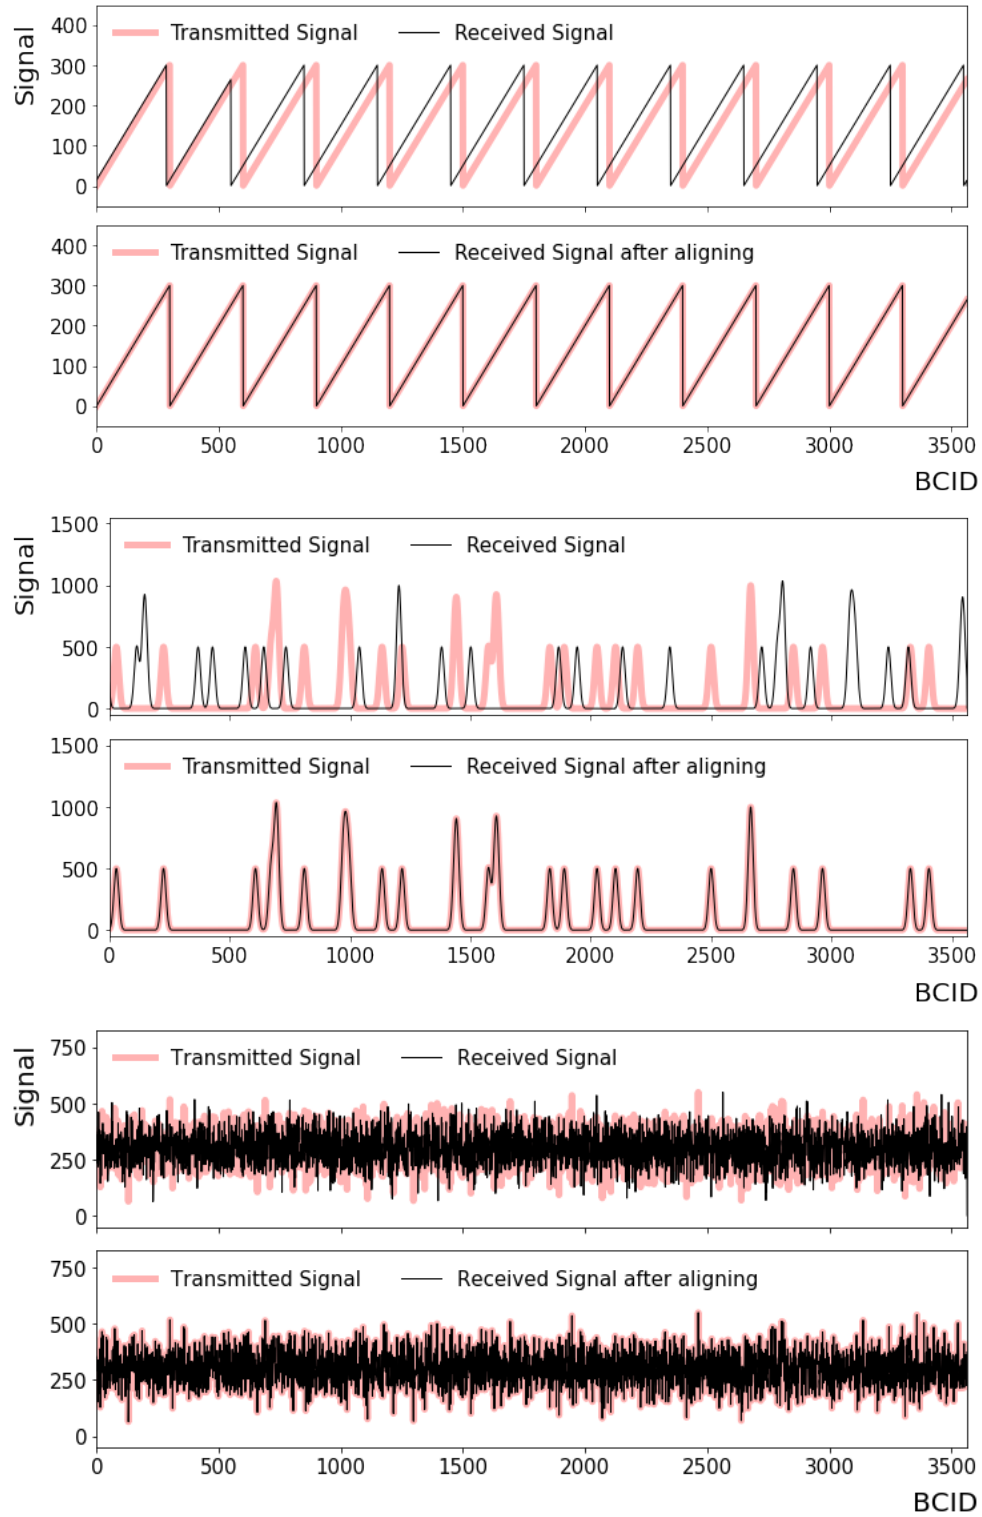 Signal
Transmitted Signal Received Signal
400
300
200
100
0
Transmitted Signal Received Signal after aligning
400
300
200
100
0
0 500 1000 1500 2000 2500 3000 3500
BCID
Signal
1500
Transmitted Signal Received Signal
1000
500
0
1500
Transmitted Signal Received Signal after aligning
1000
500
0
0 500 1000 1500 2000 2500 3000 3500
BCID
Signal
750
Transmitted Signal Received Signal
500
250
0
750
Transmitted Signal Received Signal after aligning
500
250
0
0 500 1000 1500 2000 2500 3000 3500
BCID